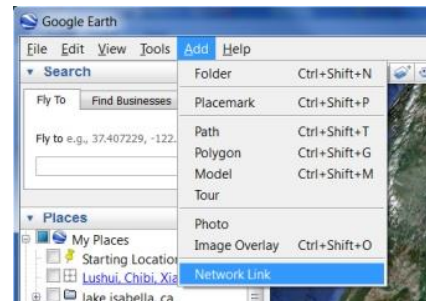 Google Earth
File Edit View Tools Add Help
Search
Fly To Find Businesses
Fly to e.g., 37.407229, -122.
Places
My Places
Starting Location
Lushui, Chibi, Xia
lake isabella, ca
Folder Ctrl+Shift+N
Placemark Ctrl+Shift+P
Path Ctrl+Shift+T
Polygon Ctrl+Shift+G
Model Ctrl+Shift+M
Tour
Photo
Image Overlay Ctrl+Shift+O
Network Link